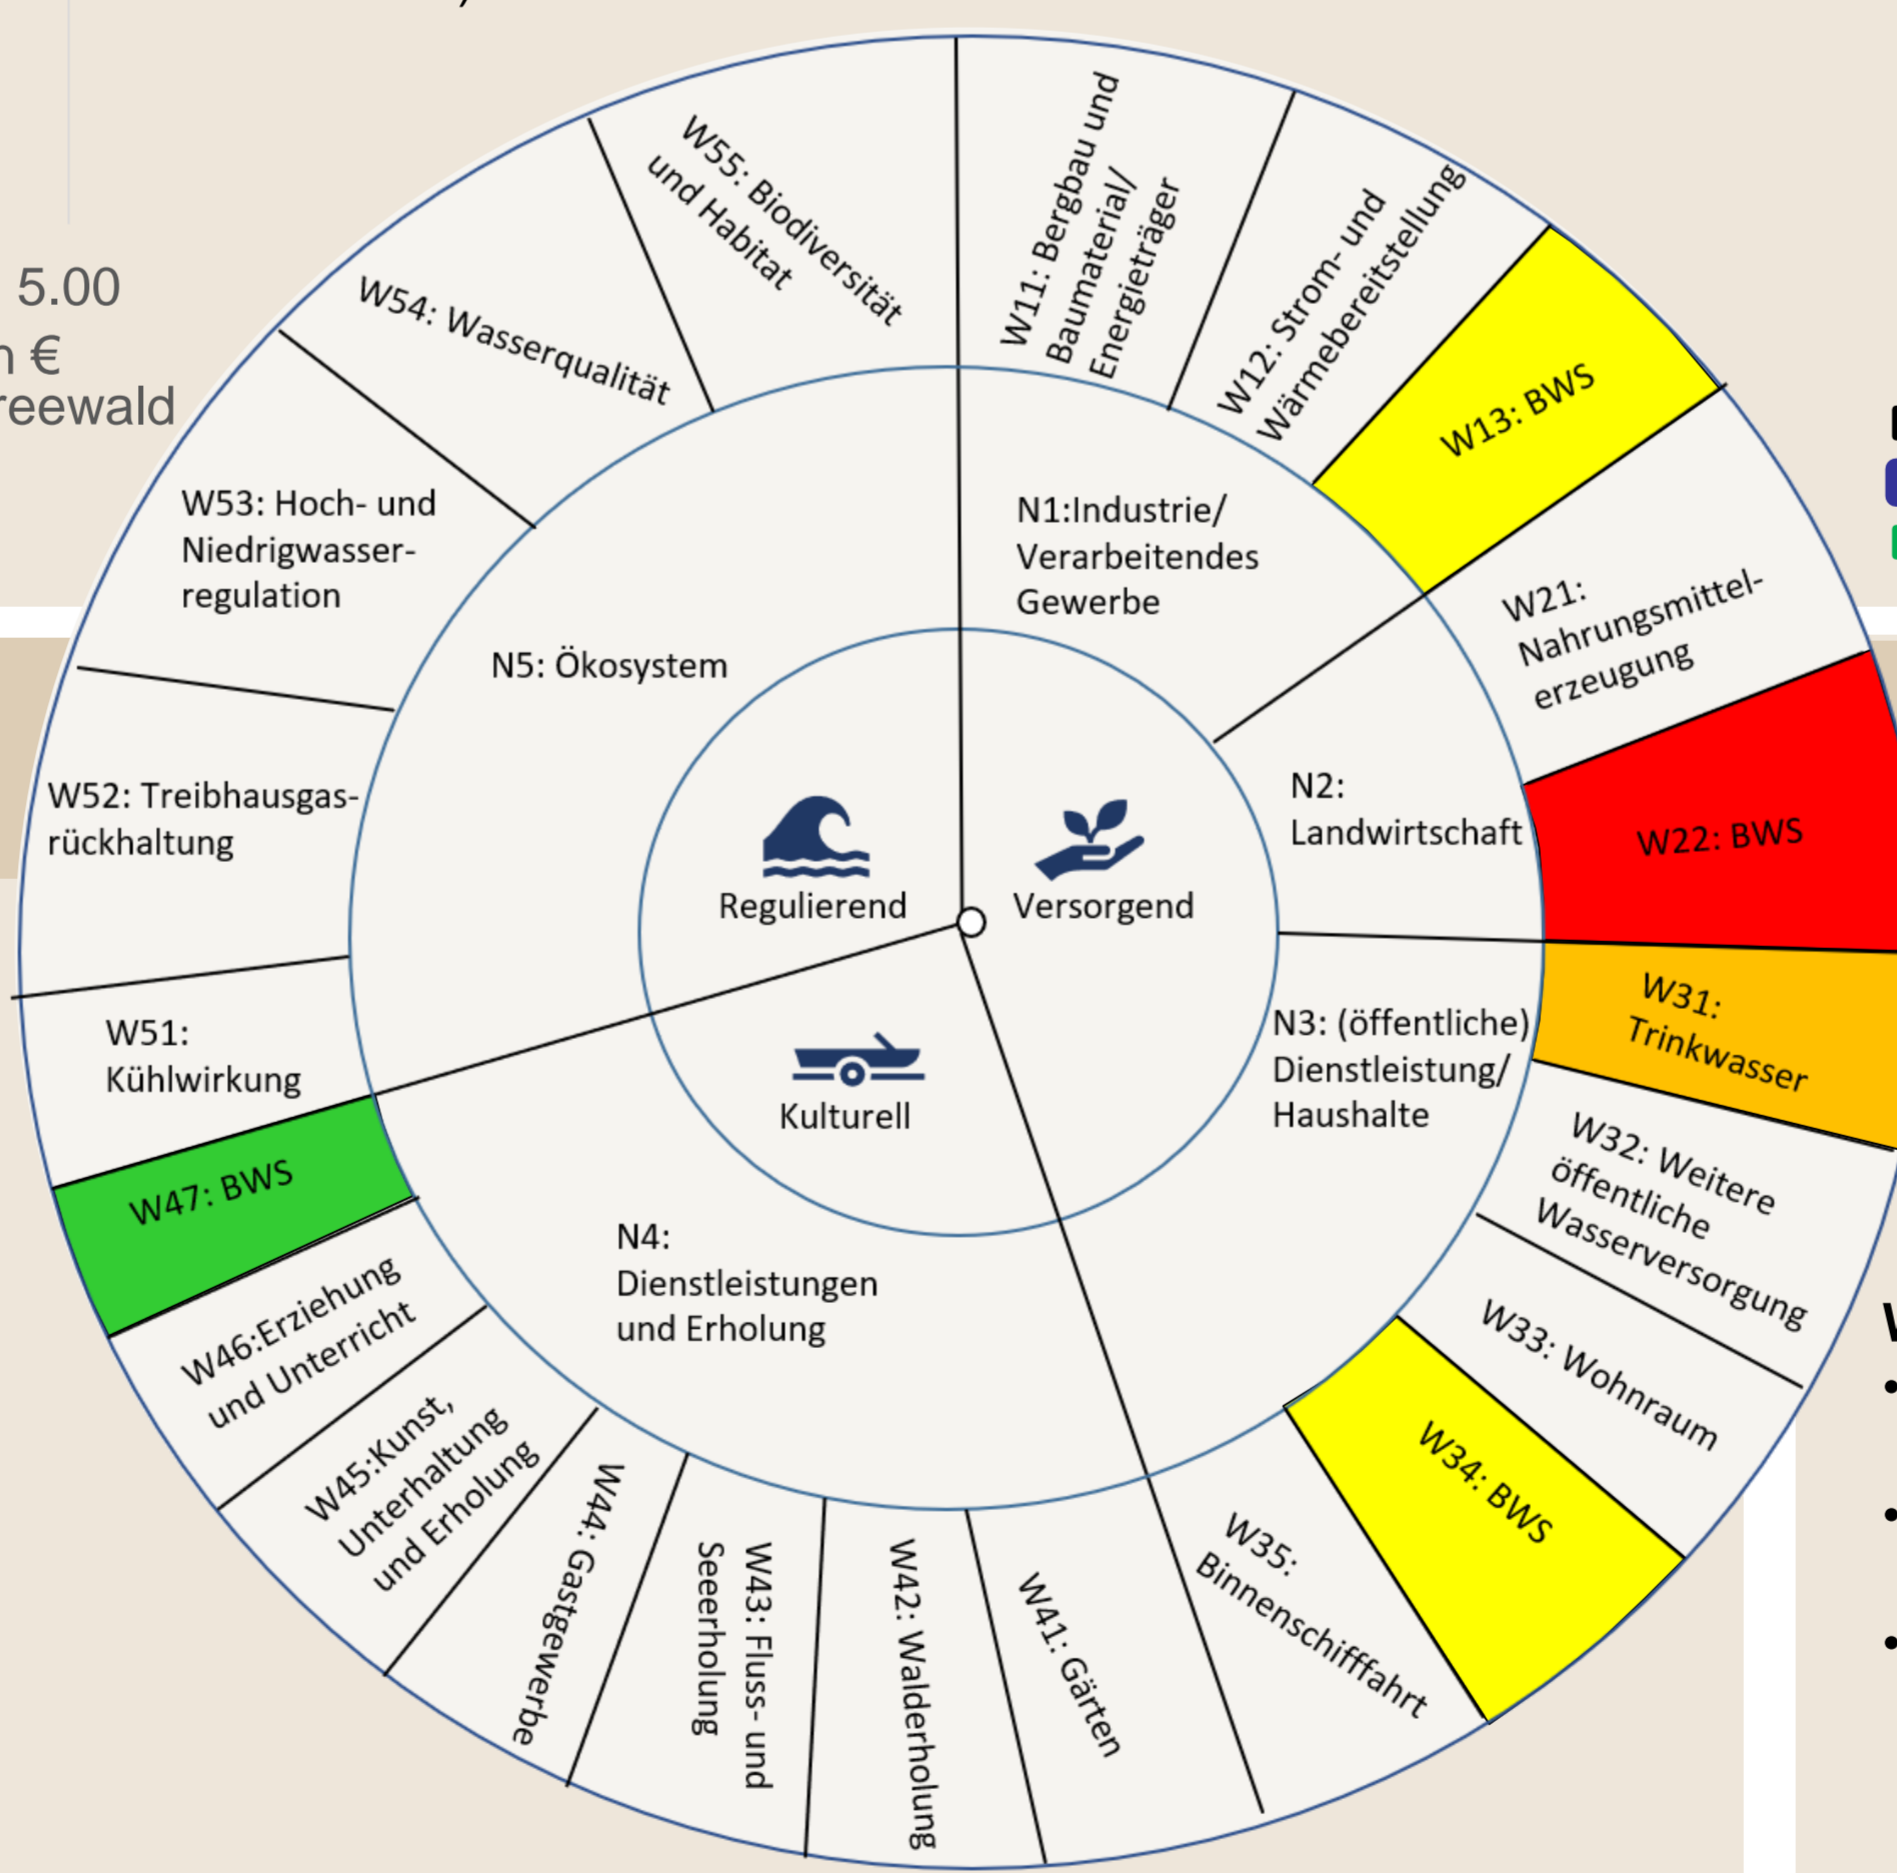 5.00
€
reewald
W55: Biodiversität
und Habitat
W11: Bergbau und
Baumaterial/
Energieträger
W12: Strom- und
Wärmebereitstellung
W54: Wasserqualität
W13: BWS
W53: Hoch- und
Niedrigwasser-
regulation
N1:Industrie/
Verarbeitendes
Gewerbe
W21:
Nahrungsmittel-
erzeugung
N5: Ökosystem
W52: Treibhausgas-
rückhaltung
N2:
Landwirtschaft
W22: BWS
Regulierend
Versorgend
W51:
Kühlwirkung
Kulturell
N3: (öffentliche)
Dienstleistung/
Haushalte
W31:
Trinkwasser
W47: BWS
W32: Weitere
öffentliche
Wasserversorgung
N4:
Dienstleistungen
und Erholung
W46:Erziehung
und Unterricht
W33: Wohnraum
W45:Kunst,
Unterhaltung
und Erholung
W34: BWS
W44: Gastgewerbe
W43: Fluss- und
Seeerholung
W42: Walderholung
W41: Gärten
W35:
Binnenschifffahrt